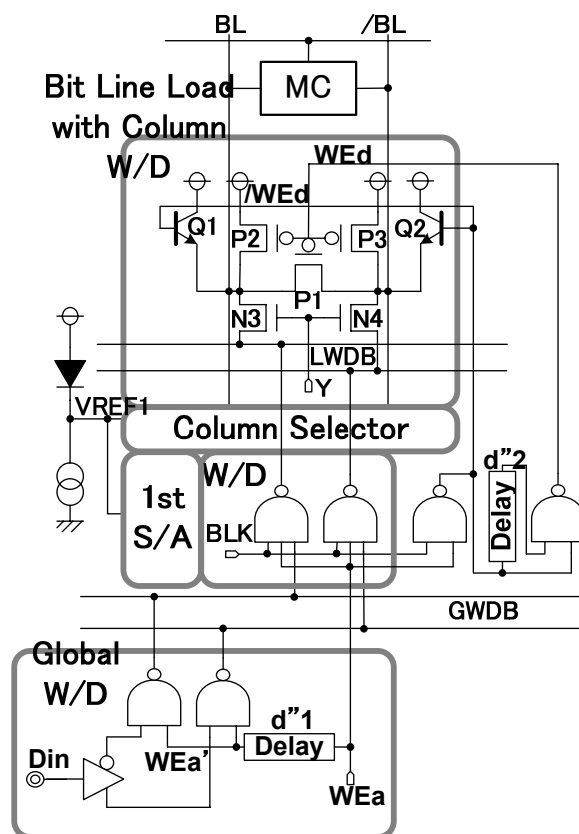 BL
/BL
MC
Bit Line Load
with Column
W/D
WEd
/WEd
Q1
P2
P3
Q2
P1
N3
N4
LWDB
Y
VREF1
Column Selector
W/D
1st
S/A
BLK
d"2
Delay
GWDB
Global
W/D
d"1
Delay
WEa'
Din
WEa